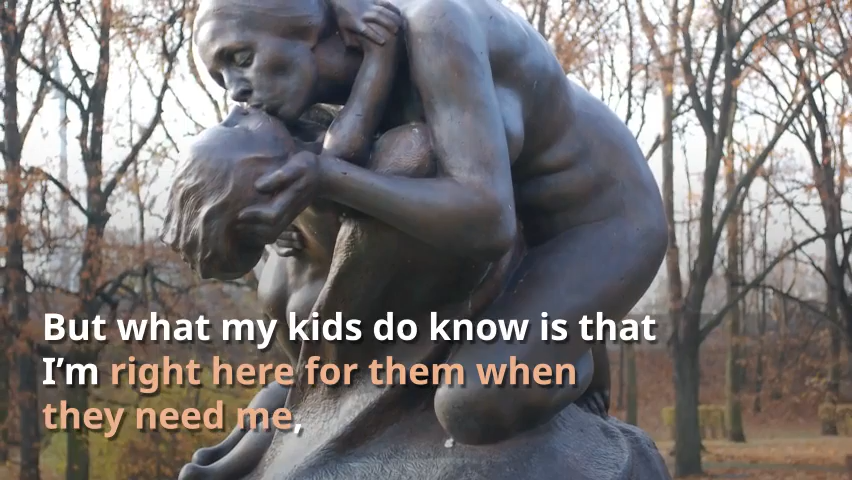 But what my kids do know is that
I’m right here for them when
they need me,